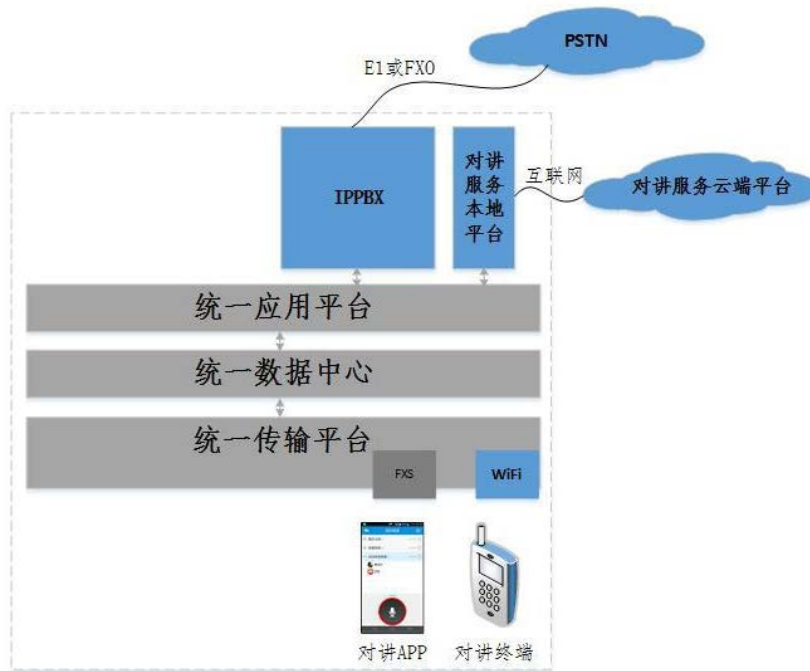 PSTN
E1或FXO
IPPBX
对讲
服务
本地
平台
互联网
对讲服务云端平台
统一应用平台
统一数据中心
统一传输平台
FXS
WiFi
对讲APP
对讲终端